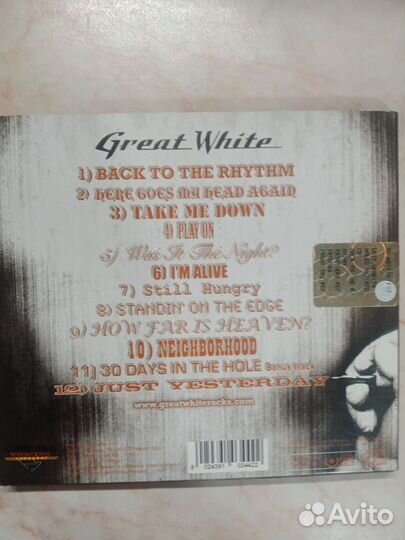 Great White
1) BACK TO THE RHYTHM
2) HERE GOES MY HEAD AGAIN
3) TAKE ME DOWN
4) PLAY ON
5) Was It The Night?
6) I'M ALIVE
7) Still Hungry
8) STANDIN' ON THE EDGE
9) HOW FAR IS HEAVEN?
10) NEIGHBORHOOD
11) 30 DAYS IN THE HOLE Bonus track
12) JUST YESTERDAY
www.greatwhiterocks.com
8 024391 034422
Avito